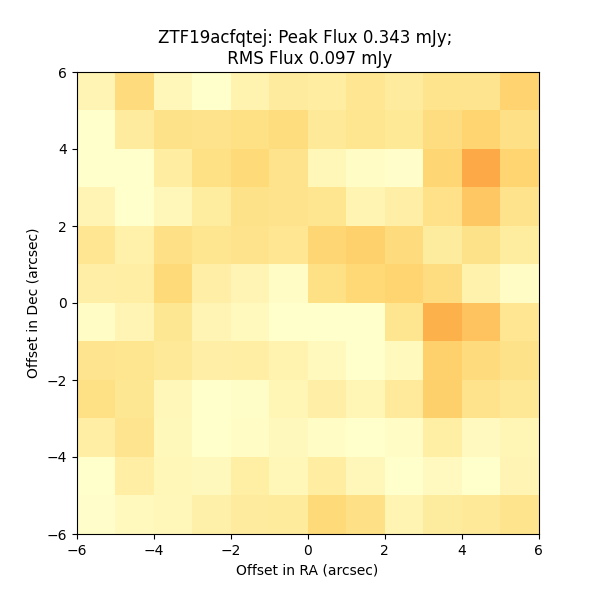 ZTF19acfqtej: Peak Flux 0.343 mJy;
RMS Flux 0.097 mJy
6
4
2
0
−2
−4
−6
Offset in Dec (arcsec)
−6 −4 −2 0 2 4 6
Offset in RA (arcsec)